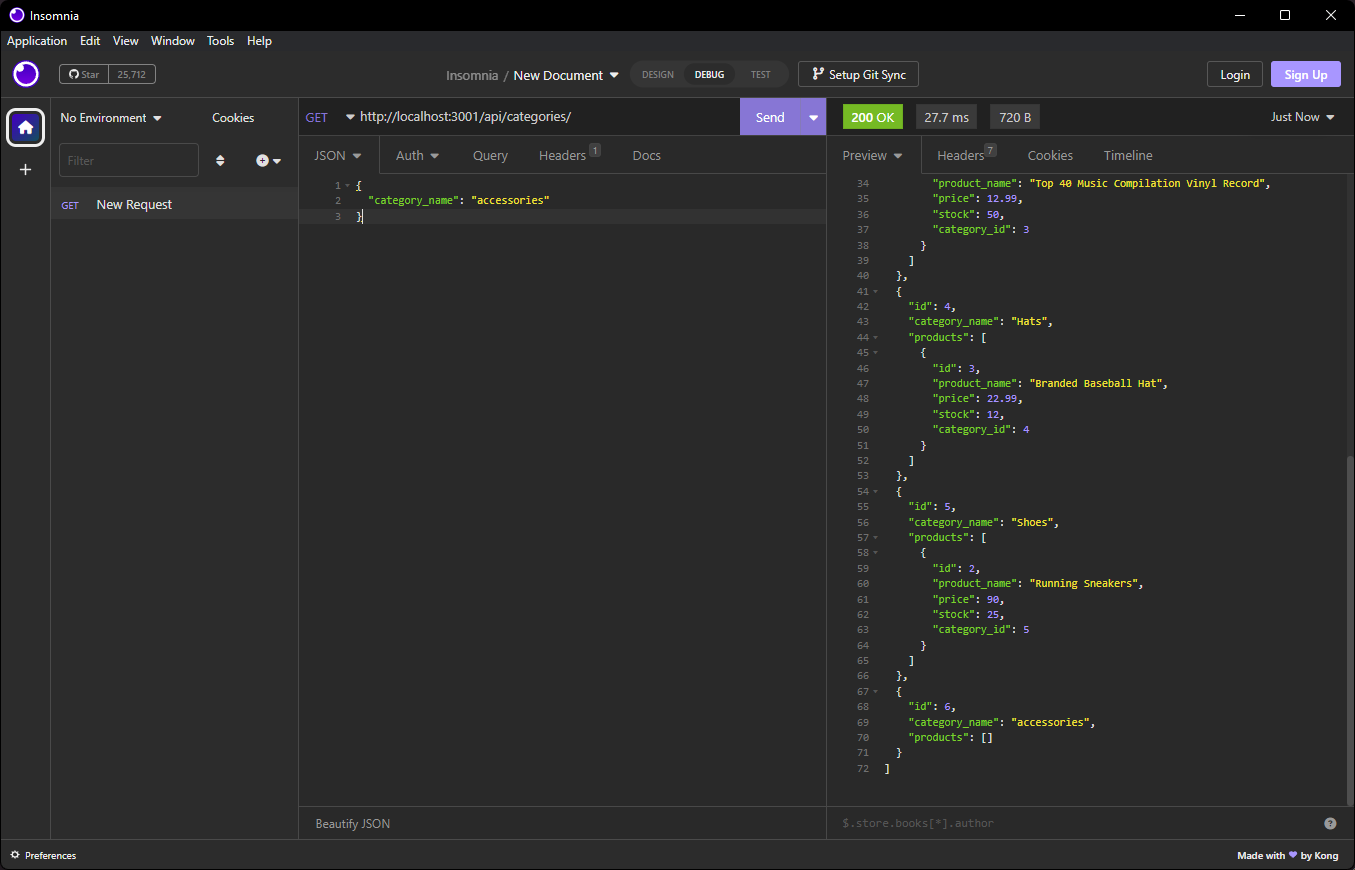 Insomnia
Application Edit View Window Tools Help
Star 25,712
Insomnia / New Document
DESIGN DEBUG TEST
Setup Git Sync
Login
Sign Up
No Environment
Cookies
Filter
GET New Request
GET http://localhost:3001/api/categories/
Send
JSON Auth Query Headers 1 Docs
1 {
2 "category_name": "accessories"
3 }
Beautify JSON
200 OK 27.7 ms 720 B Just Now
Preview Headers 7 Cookies Timeline
34 "product_name": "Top 40 Music Compilation Vinyl Record",
35 "price": 12.99,
36 "stock": 50,
37 "category_id": 3
38 }
39 ]
40 },
41 {
42 "id": 4,
43 "category_name": "Hats",
44 "products": [
45 {
46 "id": 3,
47 "product_name": "Branded Baseball Hat",
48 "price": 22.99,
49 "stock": 12,
50 "category_id": 4
51 }
52 ]
53 },
54 {
55 "id": 5,
56 "category_name": "Shoes",
57 "products": [
58 {
59 "id": 2,
60 "product_name": "Running Sneakers",
61 "price": 90,
62 "stock": 25,
63 "category_id": 5
64 }
65 ]
66 },
67 {
68 "id": 6,
69 "category_name": "accessories",
70 "products": []
71 }
72 ]
$.store.books[*].author
?
Preferences
Made with ♥ by Kong